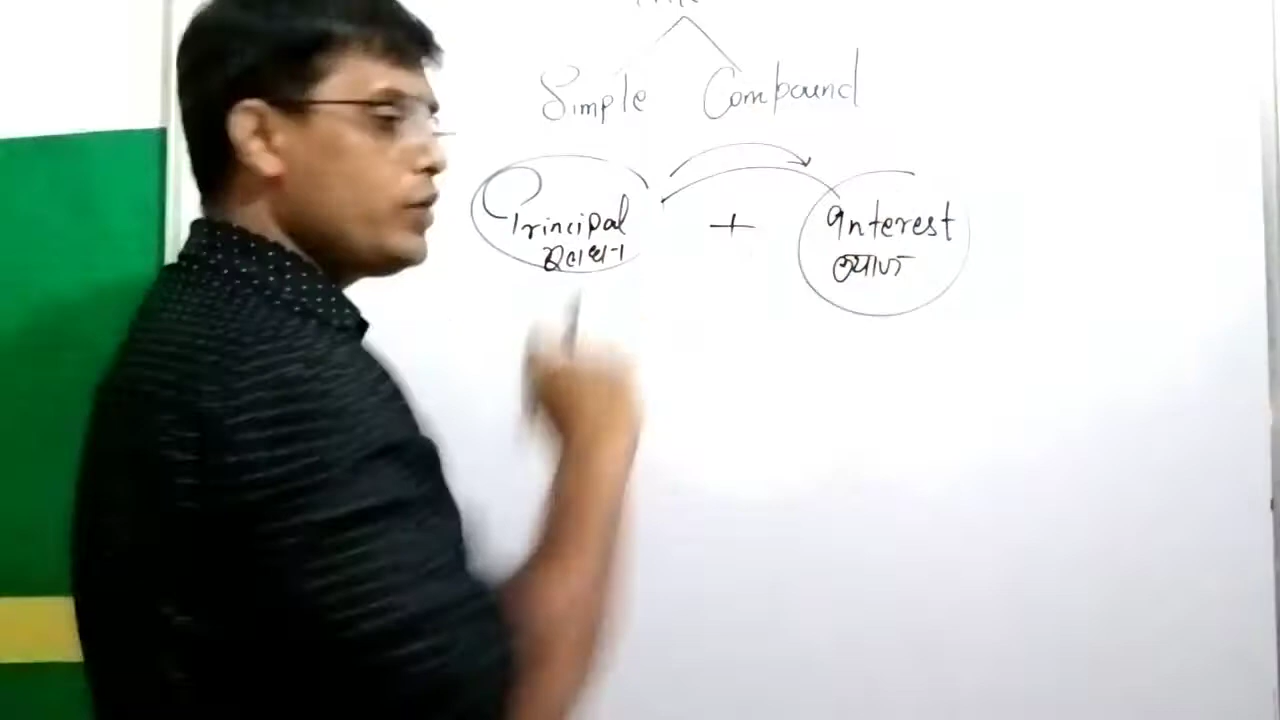 Simple Compound
Principal + Interest
ब्याज